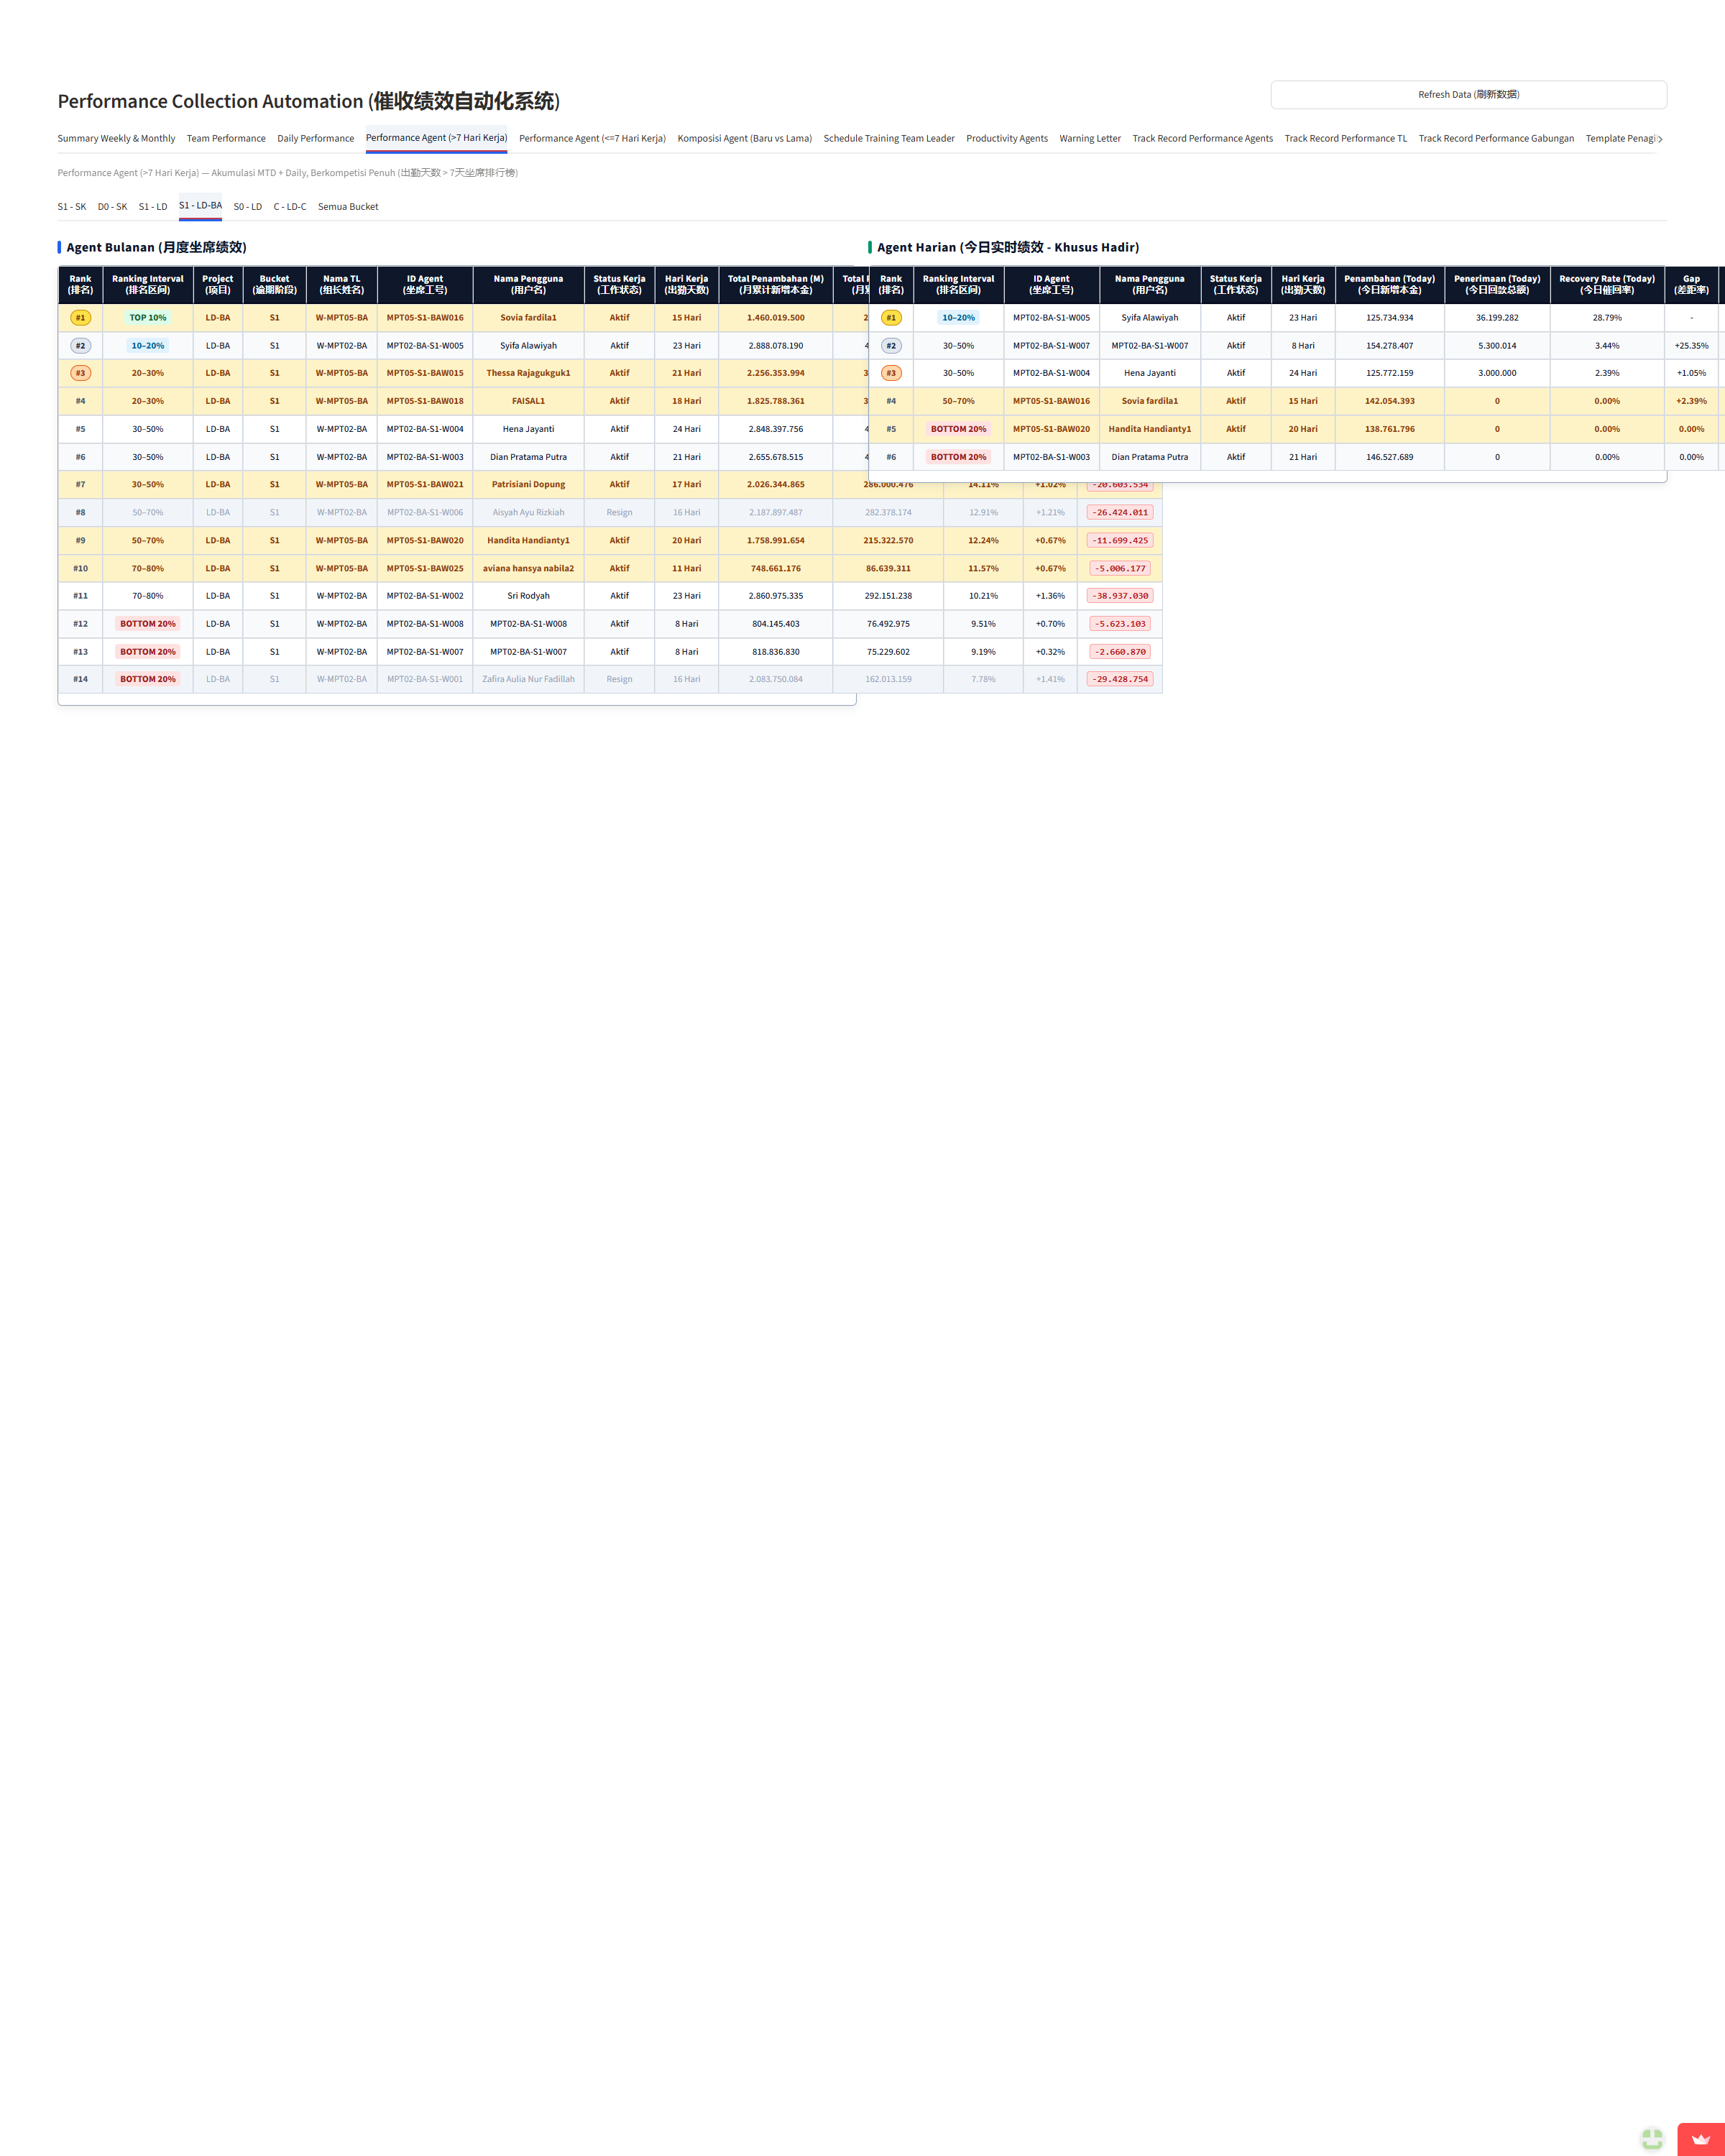 Performance Collection Automation (催收绩效自动化系统)
Refresh Data (刷新数据)
Summary Weekly & Monthly Team Performance Daily Performance Performance Agent (>7 Hari Kerja) Performance Agent (<=7 Hari Kerja) Komposisi Agent (Baru vs Lama) Schedule Training Team Leader Productivity Agents Warning Letter Track Record Performance Agents Track Record Performance TL Track Record Performance Gabungan Template Penagi
Performance Agent (>7 Hari Kerja) — Akumulasi MTD + Daily, Berkompetisi Penuh (出勤天数 > 7天坐席排行榜)
S1 - SK D0 - SK S1 - LD S1 - LD-BA S0 - LD C - LD-C Semua Bucket
Agent Bulanan (月度坐席绩效)
Rank Ranking Interval Project Bucket Nama TL ID Agent Nama Pengguna Status Kerja Hari Kerja Total Penambahan (M) Total
(排名) (排名区间) (项目) (逾期阶段) (组长姓名) (坐席工号) (用户名) (工作状态) (出勤天数) (月累计新增本金) (月
#1 TOP 10% LD-BA S1 W-MPT05-BA MPT05-S1-BAW016 Sovia fardila1 Aktif 15 Hari 1.460.019.500 2
#2 10–20% LD-BA S1 W-MPT02-BA MPT02-BA-S1-W005 Syifa Alawiyah Aktif 23 Hari 2.888.078.190 4
#3 20–30% LD-BA S1 W-MPT05-BA MPT05-S1-BAW015 Thessa Rajagukguk1 Aktif 21 Hari 2.256.353.994 3
#4 20–30% LD-BA S1 W-MPT05-BA MPT05-S1-BAW018 FAISAL1 Aktif 18 Hari 1.825.788.361 3
#5 30–50% LD-BA S1 W-MPT02-BA MPT02-BA-S1-W004 Hena Jayanti Aktif 24 Hari 2.848.397.756 4
#6 30–50% LD-BA S1 W-MPT02-BA MPT02-BA-S1-W003 Dian Pratama Putra Aktif 21 Hari 2.655.678.515 4
#7 30–50% LD-BA S1 W-MPT05-BA MPT05-S1-BAW021 Patrisiani Dopung Aktif 17 Hari 2.026.344.865 286.000.476 14.11% +1.02% -20.603.534
#8 50–70% LD-BA S1 W-MPT02-BA MPT02-BA-S1-W006 Aisyah Ayu Rizkiah Resign 16 Hari 2.187.897.487 282.378.174 12.91% +1.21% -26.424.011
#9 50–70% LD-BA S1 W-MPT05-BA MPT05-S1-BAW020 Handita Handianty1 Aktif 20 Hari 1.758.991.654 215.322.570 12.24% +0.67% -11.699.425
#10 70–80% LD-BA S1 W-MPT05-BA MPT05-S1-BAW025 aviana hansya nabila2 Aktif 11 Hari 748.661.176 86.639.311 11.57% +0.67% -5.006.177
#11 70–80% LD-BA S1 W-MPT02-BA MPT02-BA-S1-W002 Sri Rodyah Aktif 23 Hari 2.860.975.335 292.151.238 10.21% +1.36% -38.937.030
#12 BOTTOM 20% LD-BA S1 W-MPT02-BA MPT02-BA-S1-W008 MPT02-BA-S1-W008 Aktif 8 Hari 804.145.403 76.492.975 9.51% +0.70% -5.623.103
#13 BOTTOM 20% LD-BA S1 W-MPT02-BA MPT02-BA-S1-W007 MPT02-BA-S1-W007 Aktif 8 Hari 818.836.830 75.229.602 9.19% +0.32% -2.660.870
#14 BOTTOM 20% LD-BA S1 W-MPT02-BA MPT02-BA-S1-W001 Zafira Aulia Nur Fadillah Resign 16 Hari 2.083.750.084 162.013.159 7.78% +1.41% -29.428.754
Agent Harian (今日实时绩效 - Khusus Hadir)
Rank Ranking Interval ID Agent Nama Pengguna Status Kerja Hari Kerja Penambahan (Today) Penerimaan (Today) Recovery Rate (Today) Gap
(排名) (排名区间) (坐席工号) (用户名) (工作状态) (出勤天数) (今日新增本金) (今日回款总额) (今日催回率) (差距率)
#1 10–20% MPT02-BA-S1-W005 Syifa Alawiyah Aktif 23 Hari 125.734.934 36.199.282 28.79% -
#2 30–50% MPT02-BA-S1-W007 MPT02-BA-S1-W007 Aktif 8 Hari 154.278.407 5.300.014 3.44% +25.35%
#3 30–50% MPT02-BA-S1-W004 Hena Jayanti Aktif 24 Hari 125.772.159 3.000.000 2.39% +1.05%
#4 50–70% MPT05-S1-BAW016 Sovia fardila1 Aktif 15 Hari 142.054.393 0 0.00% +2.39%
#5 BOTTOM 20% MPT05-S1-BAW020 Handita Handianty1 Aktif 20 Hari 138.761.796 0 0.00% 0.00%
#6 BOTTOM 20% MPT02-BA-S1-W003 Dian Pratama Putra Aktif 21 Hari 146.527.689 0 0.00% 0.00%